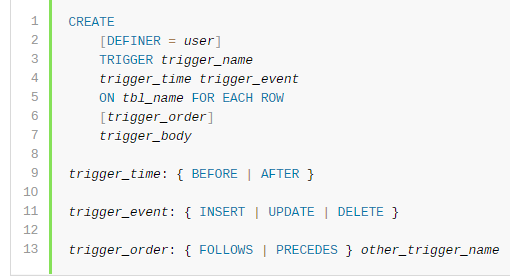 1 CREATE
2 [DEFINER = user]
3 TRIGGER trigger_name
4 trigger_time trigger_event
5 ON tbl_name FOR EACH ROW
6 [trigger_order]
7 trigger_body
8
9 trigger_time: { BEFORE | AFTER }
10
11 trigger_event: { INSERT | UPDATE | DELETE }
12
13 trigger_order: { FOLLOWS | PRECEDES } other_trigger_name